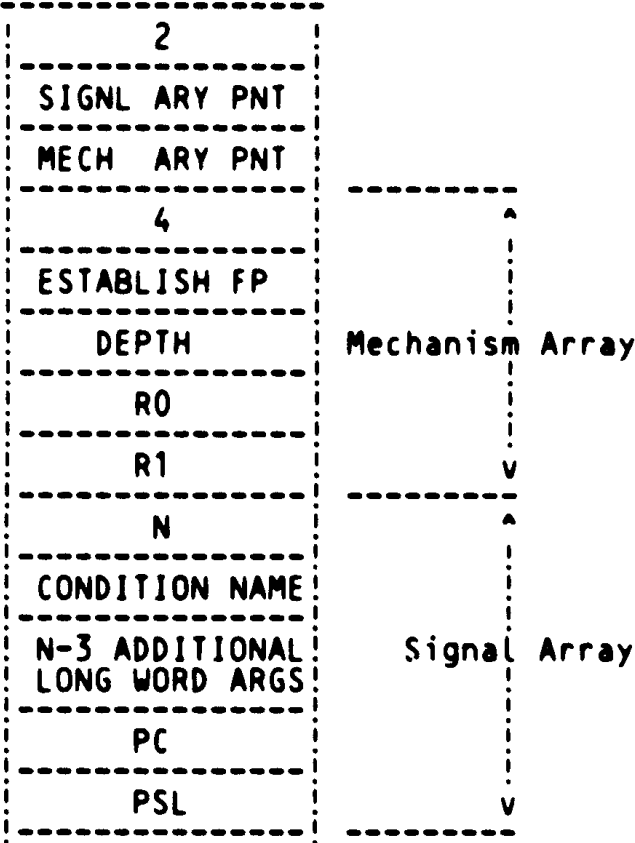 2
SIGNL ARY PNT
MECH ARY PNT
4
ESTABLISH FP
DEPTH
Mechanism Array
R0
R1
N
CONDITION NAME
N-3 ADDITIONAL
LONG WORD ARGS
Signal Array
PC
PSL